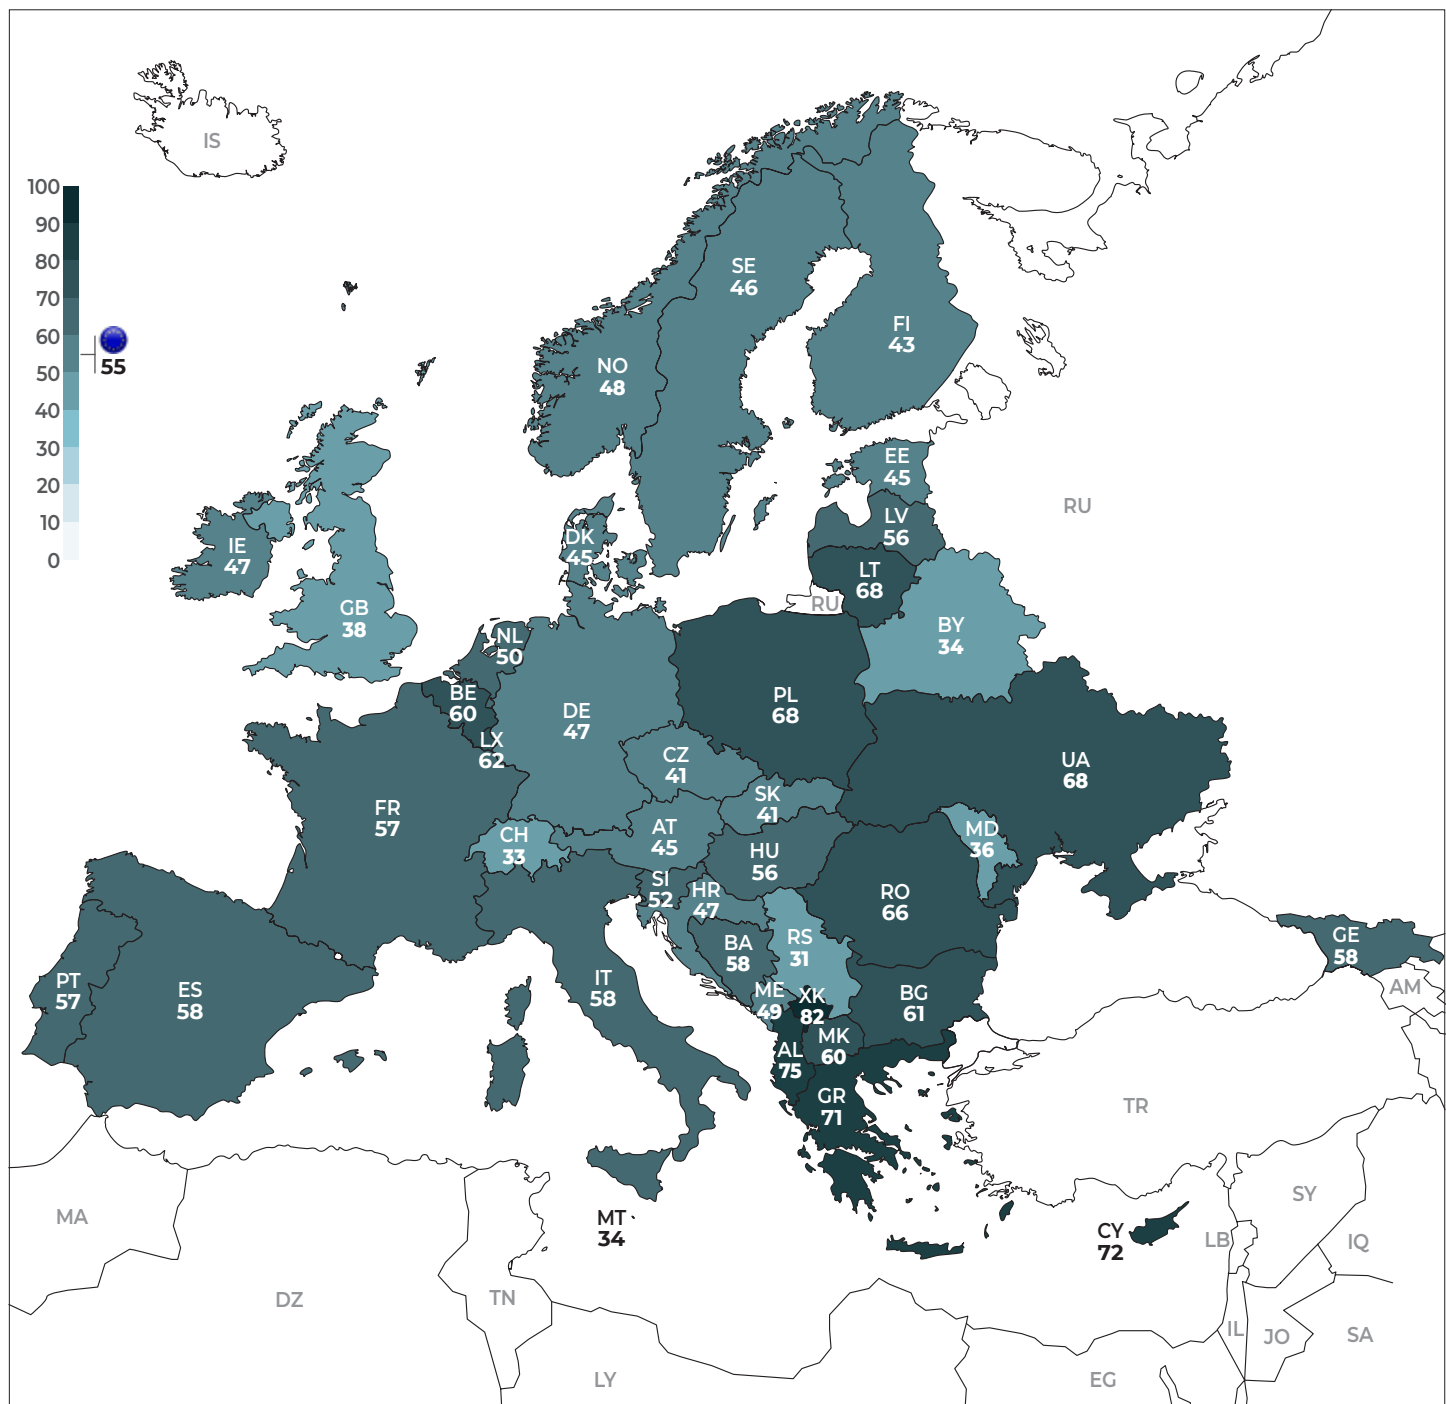 IS
100
90
80
70
60
50
40
30
20
10
0
55
SE
46
FI
43
NO
48
EE
45
LV
56
LT
68
RU
RU
DK
45
IE
47
GB
38
BY
34
NL
50
BE
60
LX
62
DE
47
PL
68
CZ
41
SK
41
UA
68
FR
57
CH
33
AT
45
HU
56
MD
36
SI
52
HR
47
RO
66
BA
58
RS
31
PT
57
ES
58
IT
58
ME
49
XK
82
BG
61
GE
58
AM
AL
75
MK
60
GR
71
TR
MA
MT
34
CY
72
LB
SY
IQ
DZ
TN
IL
JO
SA
LY
EG